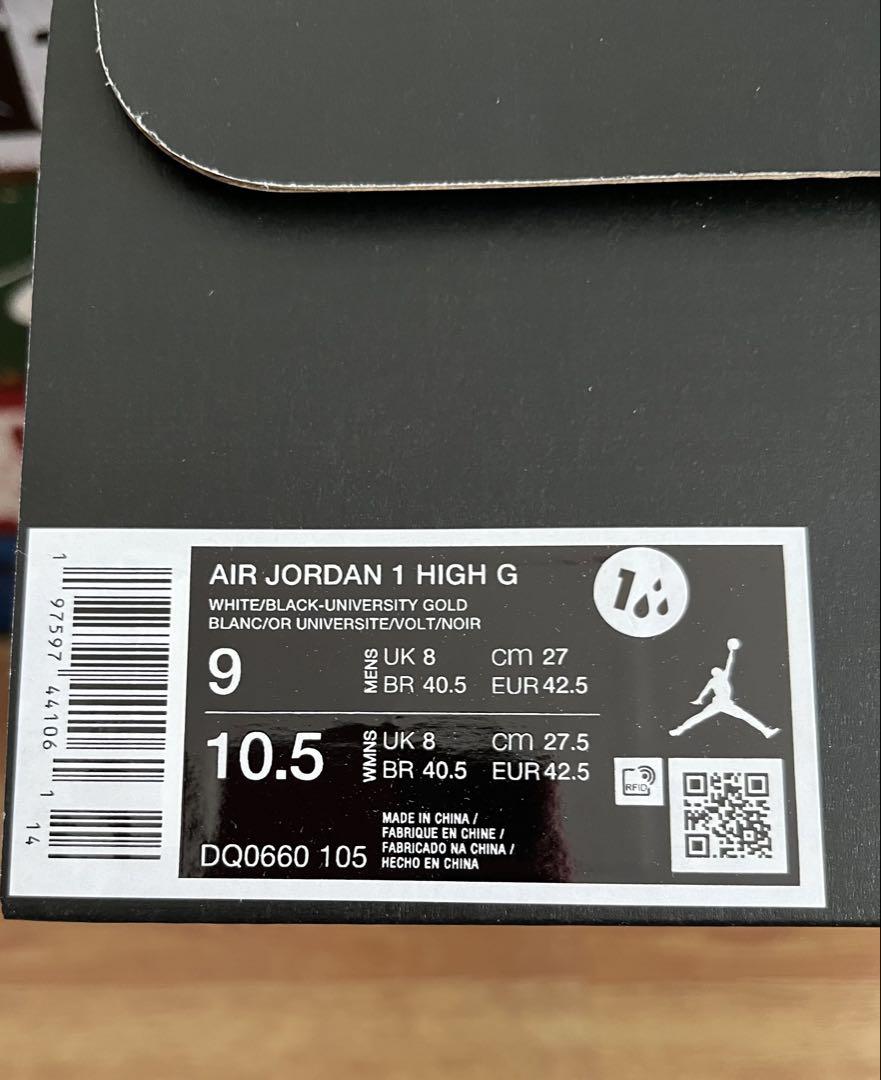 AIR JORDAN 1 HIGH G
WHITE/BLACK-UNIVERSITY GOLD
BLANC/OR UNIVERSITE/VOLT/NOIR
1
9
MENS
UK 8 cm 27
BR 40.5 EUR 42.5
10.5
WMNS
UK 8 cm 27.5
BR 40.5 EUR 42.5
RFID
DQ0660 105
MADE IN CHINA /
FABRIQUE EN CHINE /
FABRICADO NA CHINA /
HECHO EN CHINA
1 97597 44106 1 14